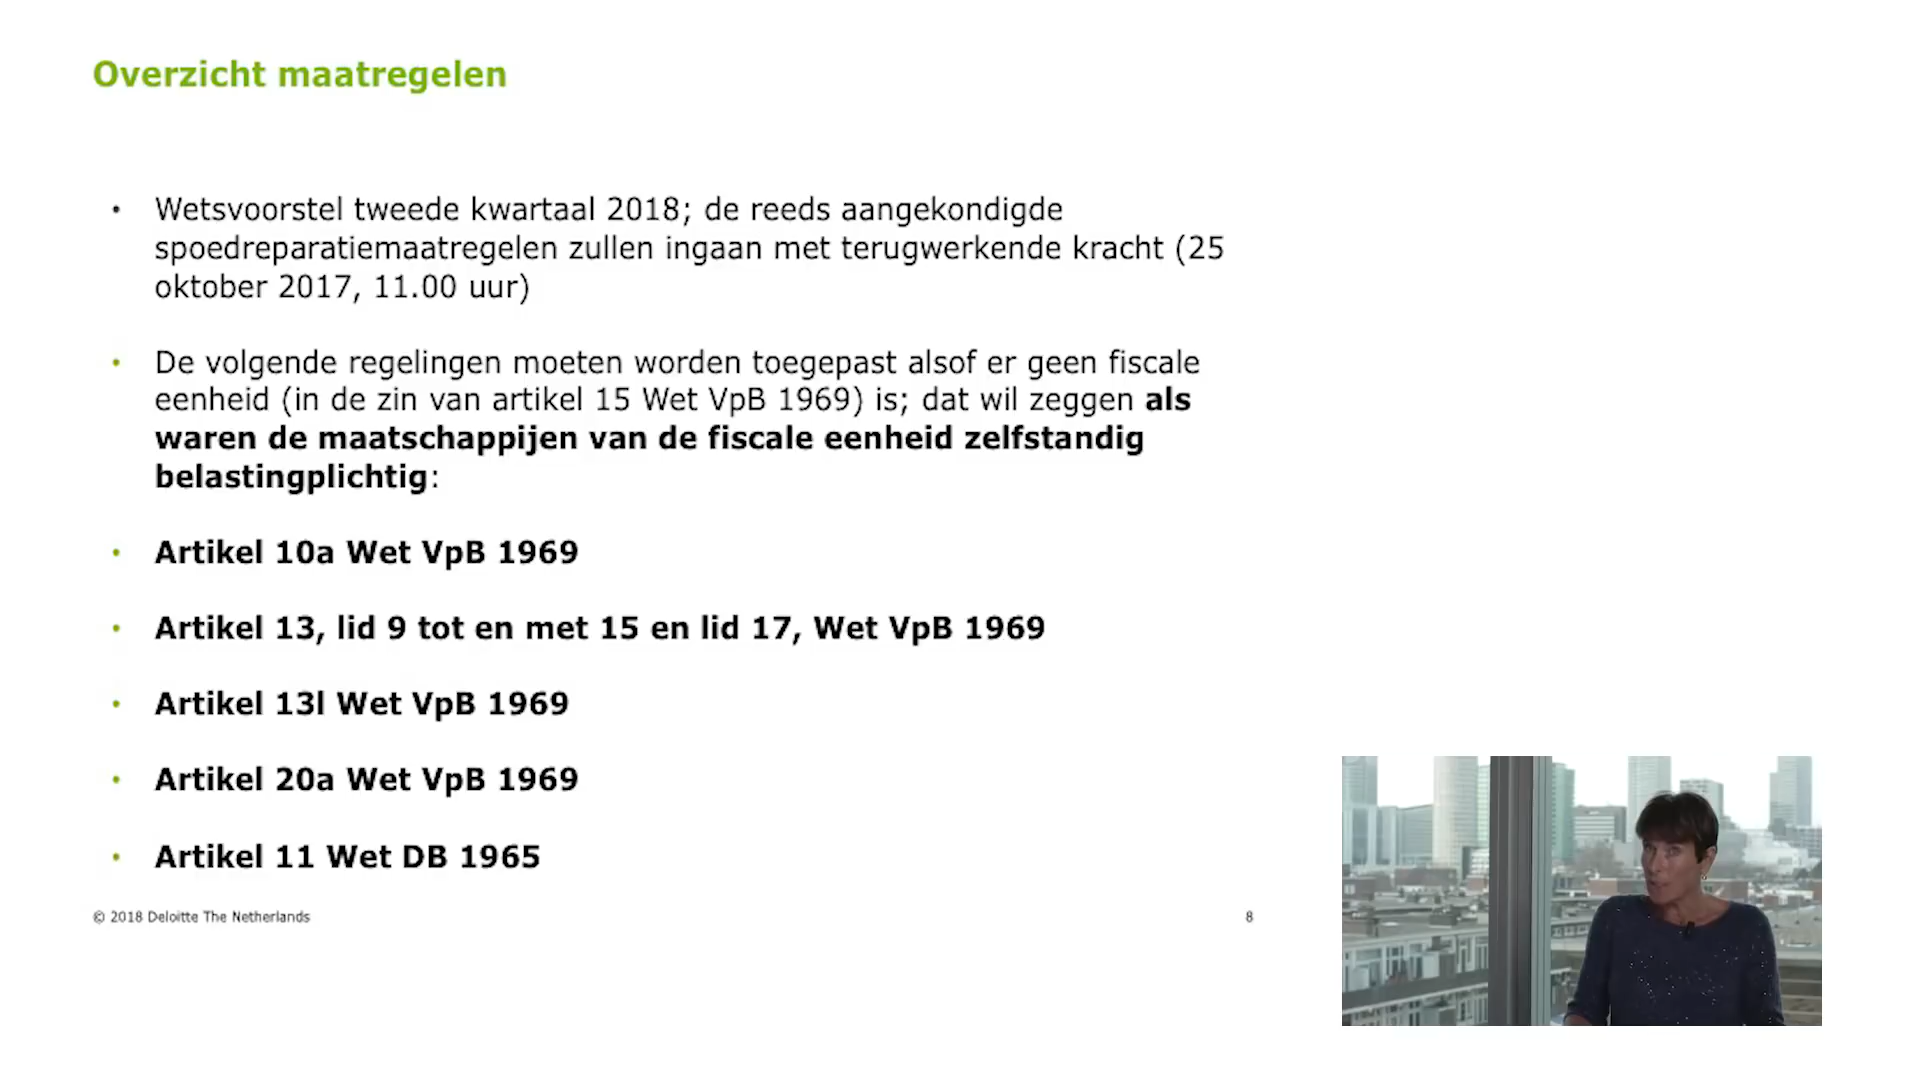 Overzicht maatregelen
• Wetsvoorstel tweede kwartaal 2018; de reeds aangekondigde
spoedreparatiemaatregelen zullen ingaan met terugwerkende kracht (25
oktober 2017, 11.00 uur)
• De volgende regelingen moeten worden toegepast alsof er geen fiscale
eenheid (in de zin van artikel 15 Wet VpB 1969) is; dat wil zeggen als
waren de maatschappijen van de fiscale eenheid zelfstandig
belastingplichtig:
• Artikel 10a Wet VpB 1969
• Artikel 13, lid 9 tot en met 15 en lid 17, Wet VpB 1969
• Artikel 13l Wet VpB 1969
• Artikel 20a Wet VpB 1969
• Artikel 11 Wet DB 1965
© 2018 Deloitte The Netherlands
8